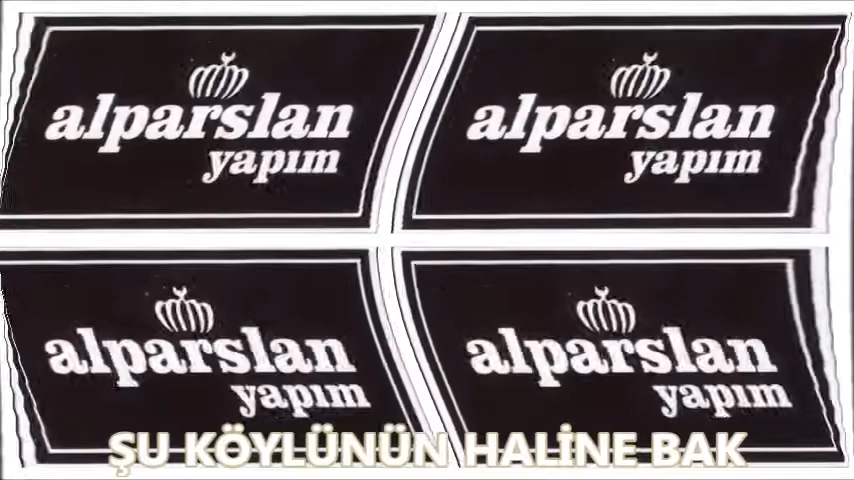 alparslan
yapım
alparslan
yapım
alparslan
yapım
alparslan
yapım
ŞU KÖYLÜNÜN HALİNE BAK